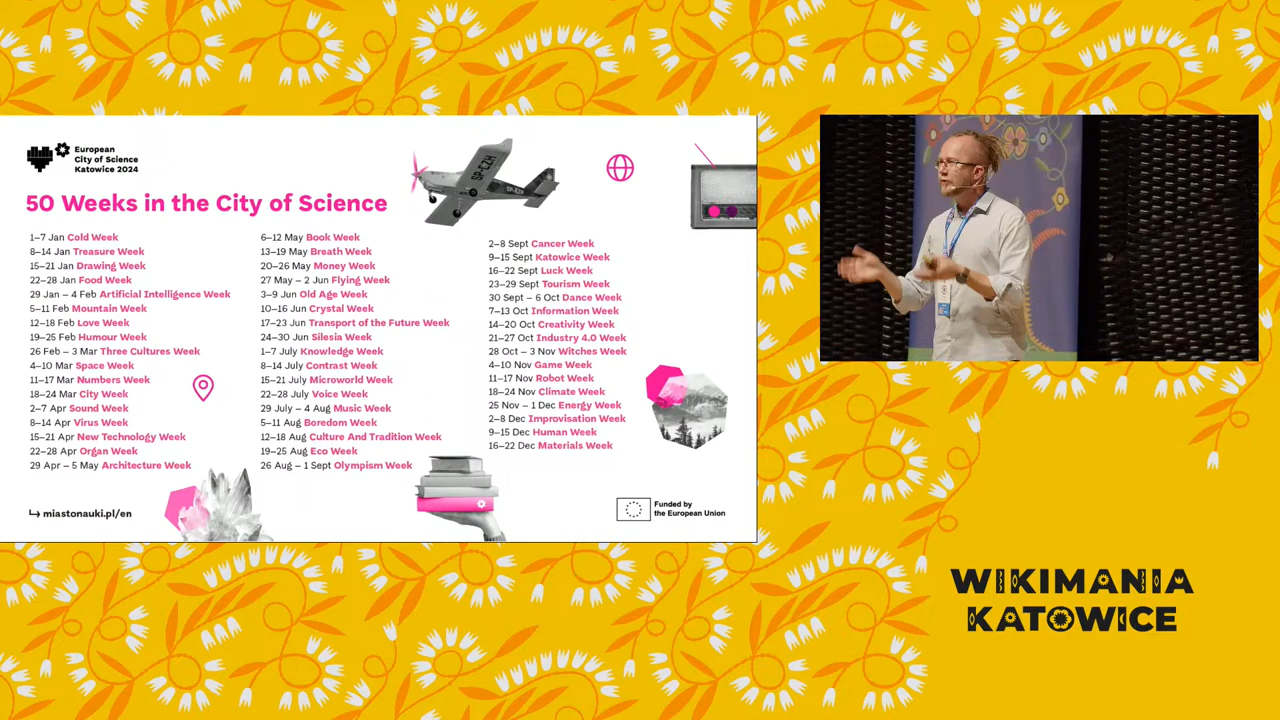 European
City of Science
Katowice 2024
50 Weeks in the City of Science
1–7 Jan Cold Week
8–14 Jan Treasure Week
15–21 Jan Drawing Week
22–28 Jan Food Week
29 Jan – 4 Feb Artificial Intelligence Week
5–11 Feb Mountain Week
12–18 Feb Love Week
19–25 Feb Humour Week
26 Feb – 3 Mar Three Cultures Week
4–10 Mar Space Week
11–17 Mar Numbers Week
18–24 Mar City Week
2–7 Apr Sound Week
8–14 Apr Virus Week
15–21 Apr New Technology Week
22–28 Apr Organ Week
29 Apr – 5 May Architecture Week
6–12 May Book Week
13–19 May Breath Week
20–26 May Money Week
27 May – 2 Jun Flying Week
3–9 Jun Old Age Week
10–16 Jun Crystal Week
17–23 Jun Transport of the Future Week
24–30 Jun Silesia Week
1–7 July Knowledge Week
8–14 July Contrast Week
15–21 July Microworld Week
22–28 July Voice Week
29 July – 4 Aug Music Week
5–11 Aug Boredom Week
12–18 Aug Culture And Tradition Week
19–25 Aug Eco Week
26 Aug – 1 Sept Olympism Week
2–8 Sept Cancer Week
9–15 Sept Katowice Week
16–22 Sept Luck Week
23–29 Sept Tourism Week
30 Sept – 6 Oct Dance Week
7–13 Oct Information Week
14–20 Oct Creativity Week
21–27 Oct Industry 4.0 Week
28 Oct – 3 Nov Witches Week
4–10 Nov Game Week
11–17 Nov Robot Week
18–24 Nov Climate Week
25 Nov – 1 Dec Energy Week
2–8 Dec Improvisation Week
9–15 Dec Human Week
16–22 Dec Materials Week
SP-CZH
SP-CZH
miastonauki.pl/en
Funded by
the European Union
WIKIMANIA
KATOWICE